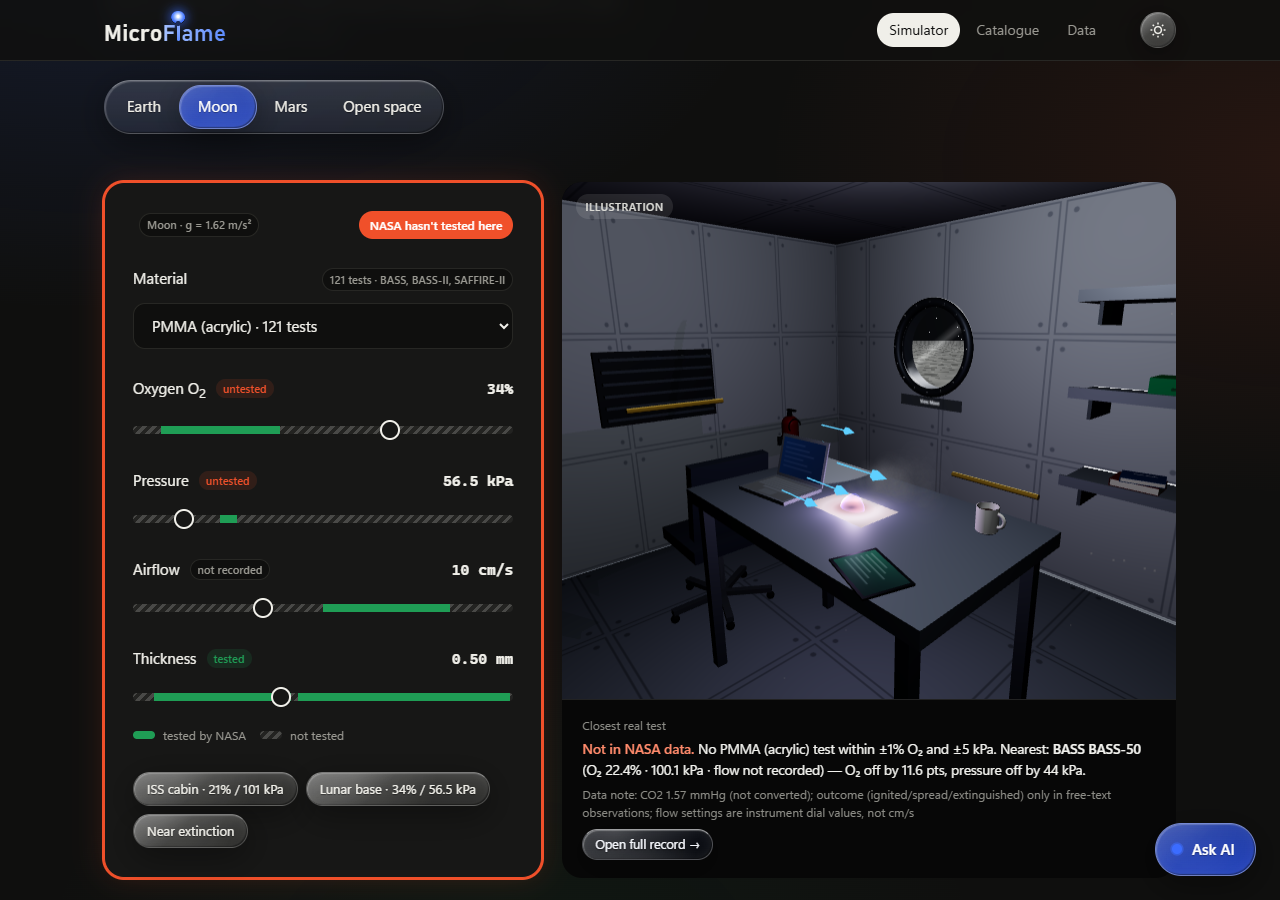 MicroFlame
Simulator
Catalogue
Data
Earth
Moon
Mars
Open space
Moon · g = 1.62 m/s²
NASA hasn't tested here
Material
121 tests · BASS, BASS-II, SAFFIRE-II
PMMA (acrylic) · 121 tests
Oxygen O₂
untested
34%
Pressure
untested
56.5 kPa
Airflow
not recorded
10 cm/s
Thickness
tested
0.50 mm
tested by NASA
not tested
ISS cabin · 21% / 101 kPa
Lunar base · 34% / 56.5 kPa
Near extinction
ILLUSTRATION
Closest real test
Not in NASA data. No PMMA (acrylic) test within ±1% O₂ and ±5 kPa. Nearest: BASS BASS-50
(O₂ 22.4% · 100.1 kPa · flow not recorded) — O₂ off by 11.6 pts, pressure off by 44 kPa.
Data note: CO2 1.57 mmHg (not converted); outcome (ignited/spread/extinguished) only in free-text
observations; flow settings are instrument dial values, not cm/s
Open full record →
Ask AI